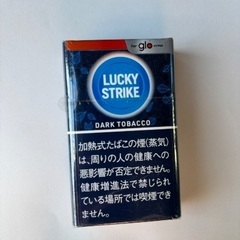 for glo
LUCKY
STRIKE
DARK TOBACCO
加熱式たばこの煙(蒸気)
は、周りの人の健康への
悪影響が否定できません。
健康増進法で禁じられ
ている場所では喫煙でき
ません。